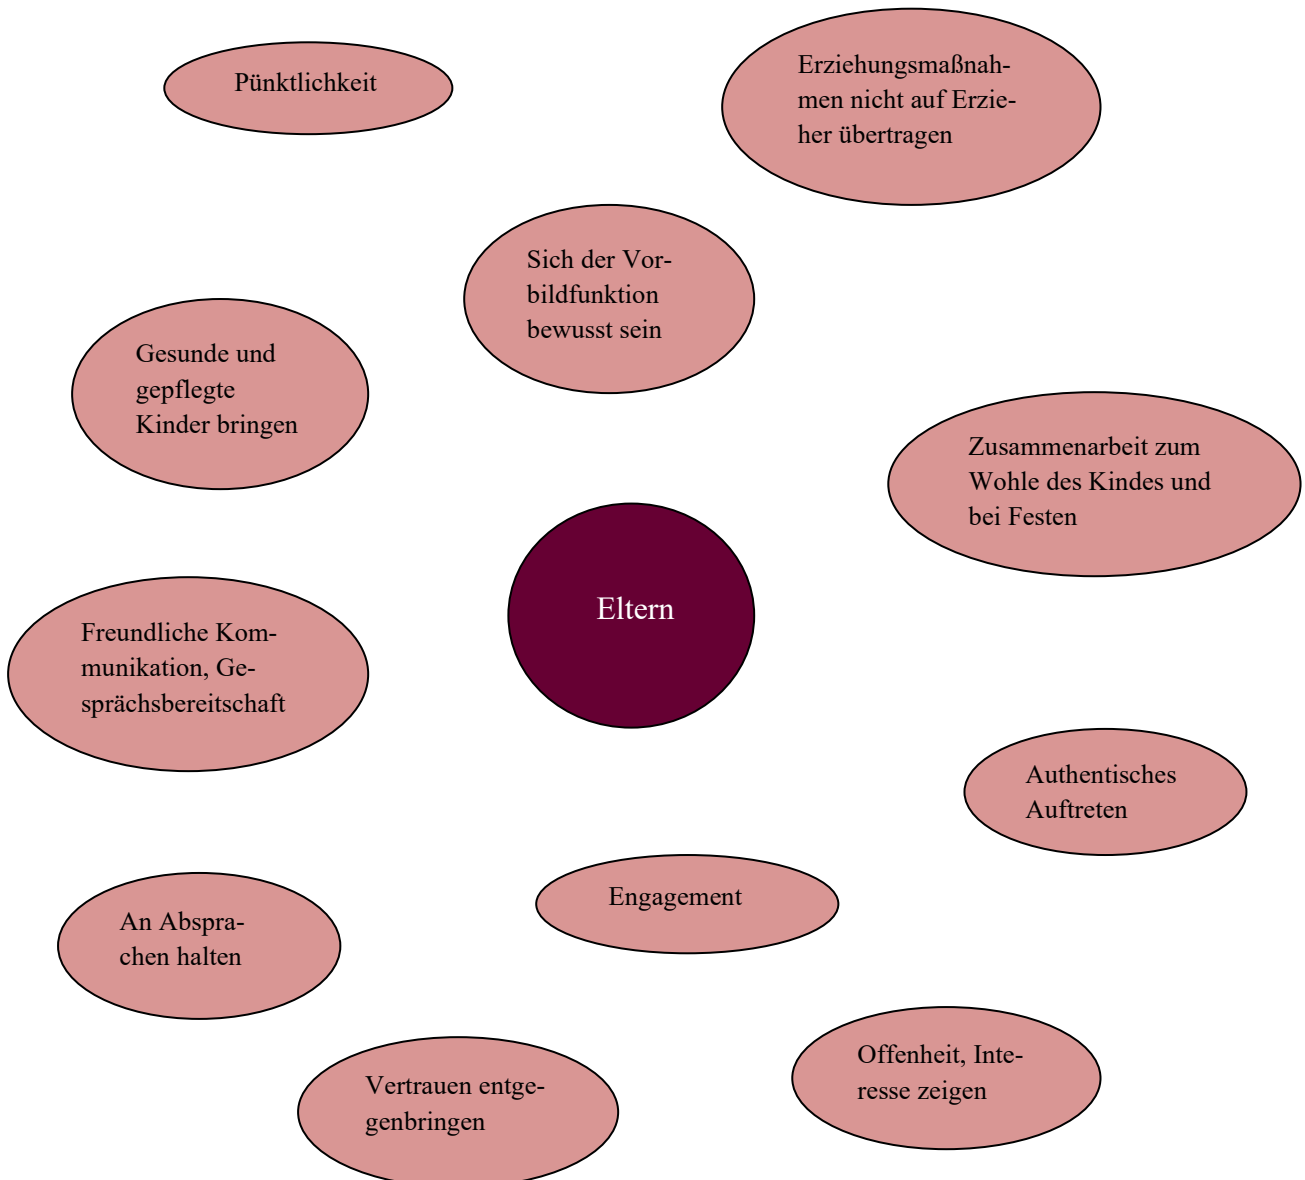 Pünktlichkeit
Erziehungsmaßnah-
men nicht auf Erzie-
her übertragen
Sich der Vor-
bildfunktion
bewusst sein
Gesunde und
gepflegte
Kinder bringen
Zusammenarbeit zum
Wohle des Kindes und
bei Festen
Eltern
Freundliche Kom-
munikation, Ge-
sprächsbereitschaft
Authentisches
Auftreten
Engagement
An Abspra-
chen halten
Offenheit, Inte-
resse zeigen
Vertrauen entge-
genbringen